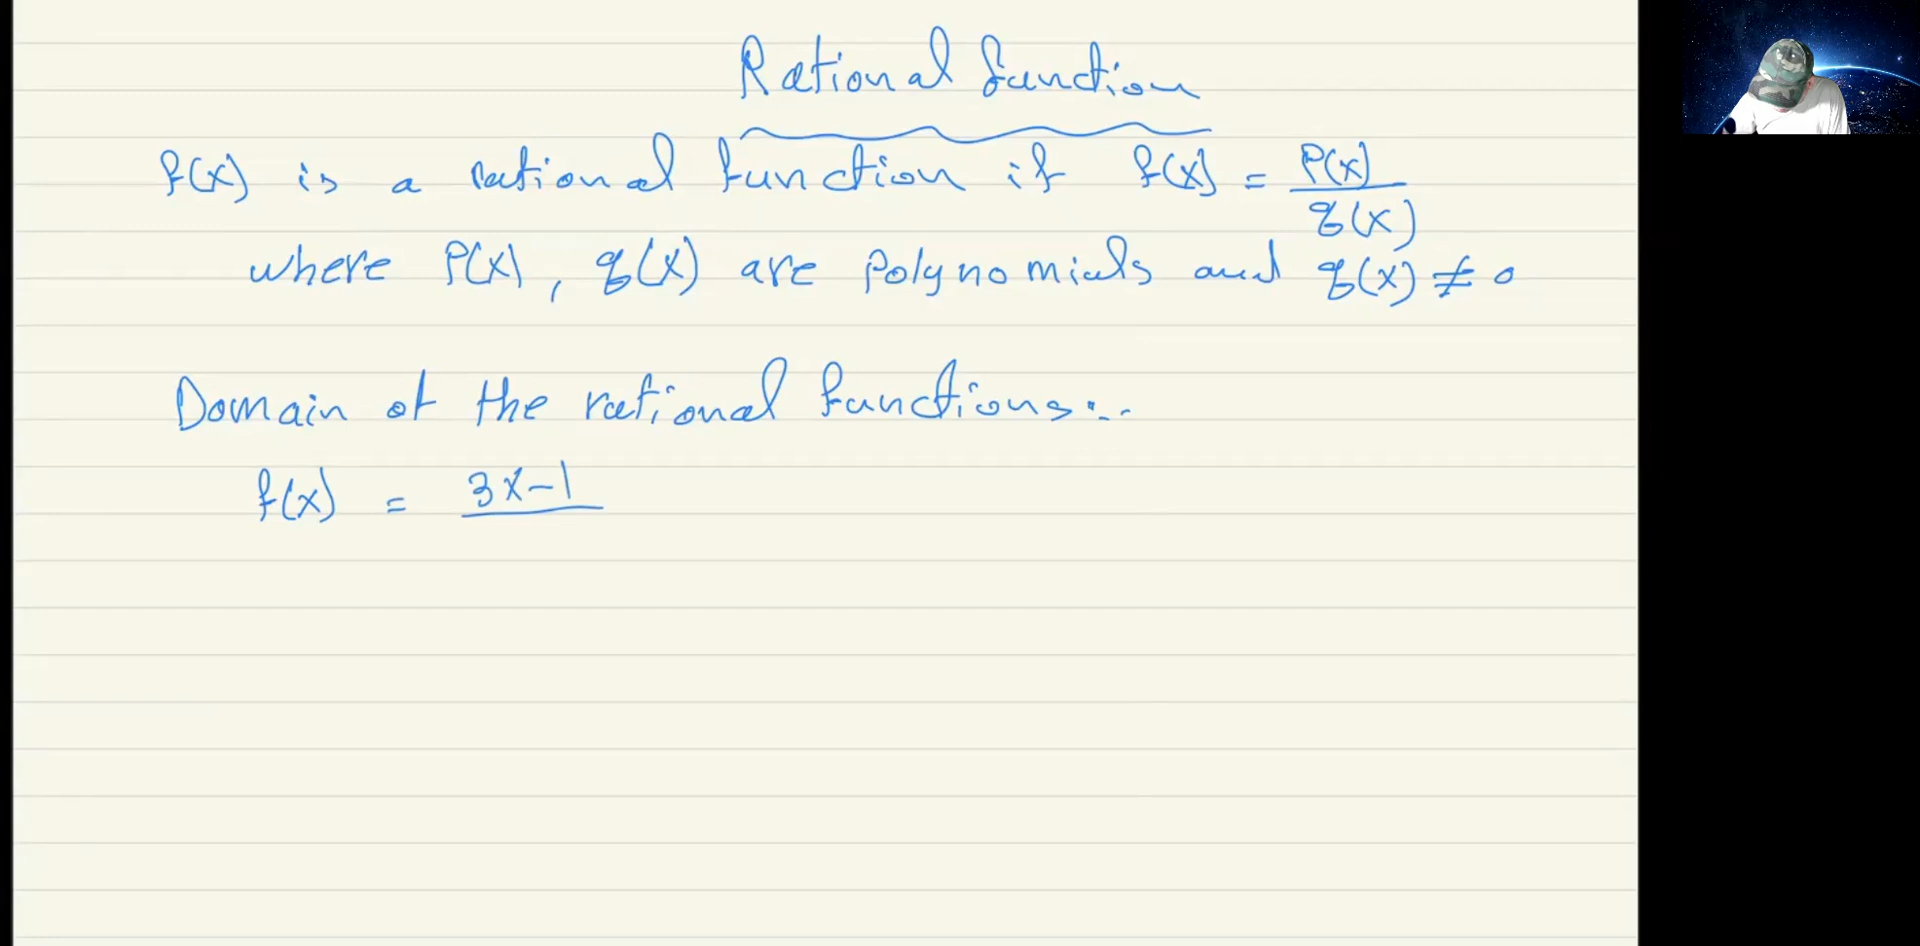 Rational function
f(x) is a rational function if f(x) = P(x)/q(x)
where P(x), q(x) are polynomials and q(x) ≠ 0
Domain of the rational functions:--
f(x) = 3x-1